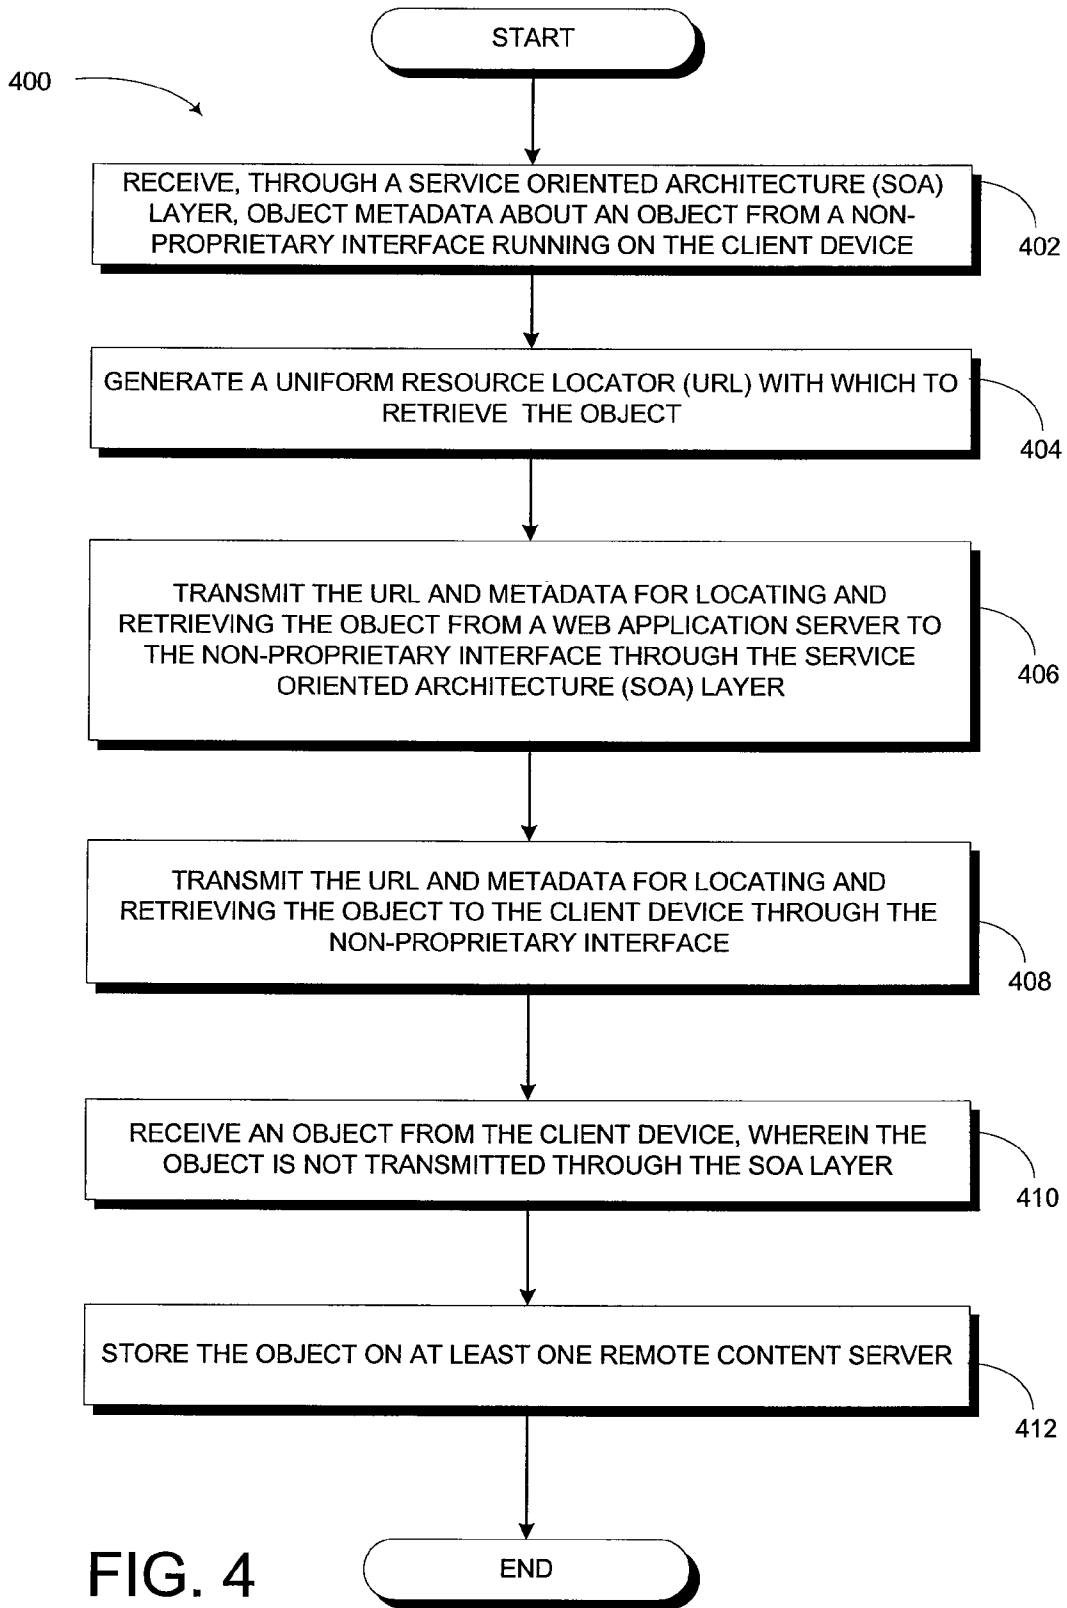 START
400
RECEIVE, THROUGH A SERVICE ORIENTED ARCHITECTURE (SOA)
LAYER, OBJECT METADATA ABOUT AN OBJECT FROM A NON-
PROPRIETARY INTERFACE RUNNING ON THE CLIENT DEVICE
402
GENERATE A UNIFORM RESOURCE LOCATOR (URL) WITH WHICH TO
RETRIEVE THE OBJECT
404
TRANSMIT THE URL AND METADATA FOR LOCATING AND
RETRIEVING THE OBJECT FROM A WEB APPLICATION SERVER TO
THE NON-PROPRIETARY INTERFACE THROUGH THE SERVICE
ORIENTED ARCHITECTURE (SOA) LAYER
406
TRANSMIT THE URL AND METADATA FOR LOCATING AND
RETRIEVING THE OBJECT TO THE CLIENT DEVICE THROUGH THE
NON-PROPRIETARY INTERFACE
408
RECEIVE AN OBJECT FROM THE CLIENT DEVICE, WHEREIN THE
OBJECT IS NOT TRANSMITTED THROUGH THE SOA LAYER
410
STORE THE OBJECT ON AT LEAST ONE REMOTE CONTENT SERVER
412
END
FIG. 4